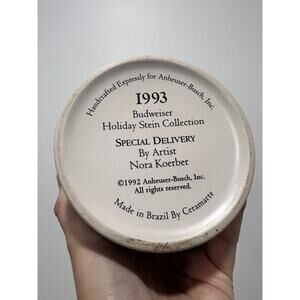 Handcrafted Expressly for Anheuser-Busch, Inc.
1993
Budweiser
Holiday Stein Collection
SPECIAL DELIVERY
By Artist
Nora Koerber
©1992 Anheuser-Busch, Inc.
All rights reserved.
Made in Brazil By Ceramarte